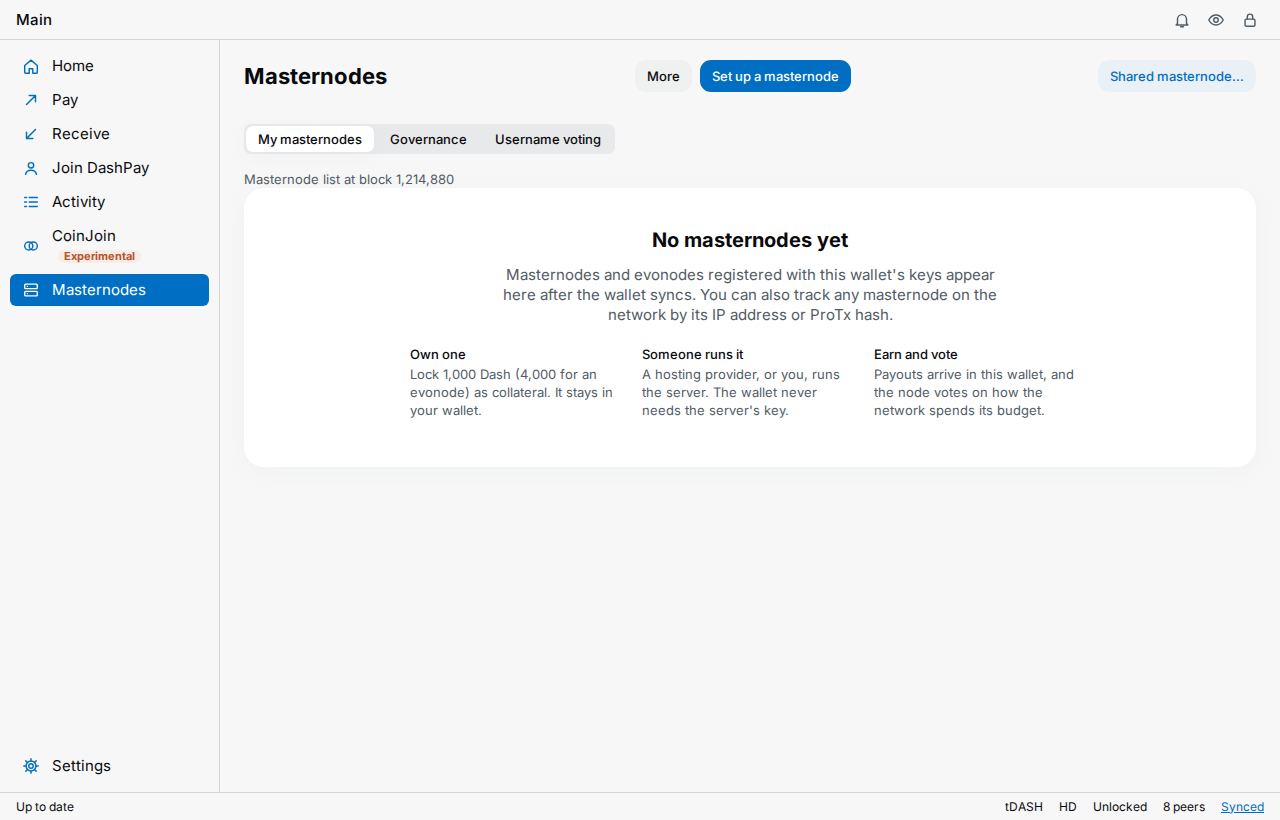 Main
Home
Pay
Receive
Join DashPay
Activity
CoinJoin
Experimental
Masternodes
Settings
Masternodes
More
Set up a masternode
Shared masternode...
My masternodes
Governance
Username voting
Masternode list at block 1,214,880
No masternodes yet
Masternodes and evonodes registered with this wallet's keys appear
here after the wallet syncs. You can also track any masternode on the
network by its IP address or ProTx hash.
Own one
Lock 1,000 Dash (4,000 for an
evonode) as collateral. It stays in
your wallet.
Someone runs it
A hosting provider, or you, runs
the server. The wallet never
needs the server's key.
Earn and vote
Payouts arrive in this wallet, and
the node votes on how the
network spends its budget.
Up to date
tDASH
HD
Unlocked
8 peers
Synced